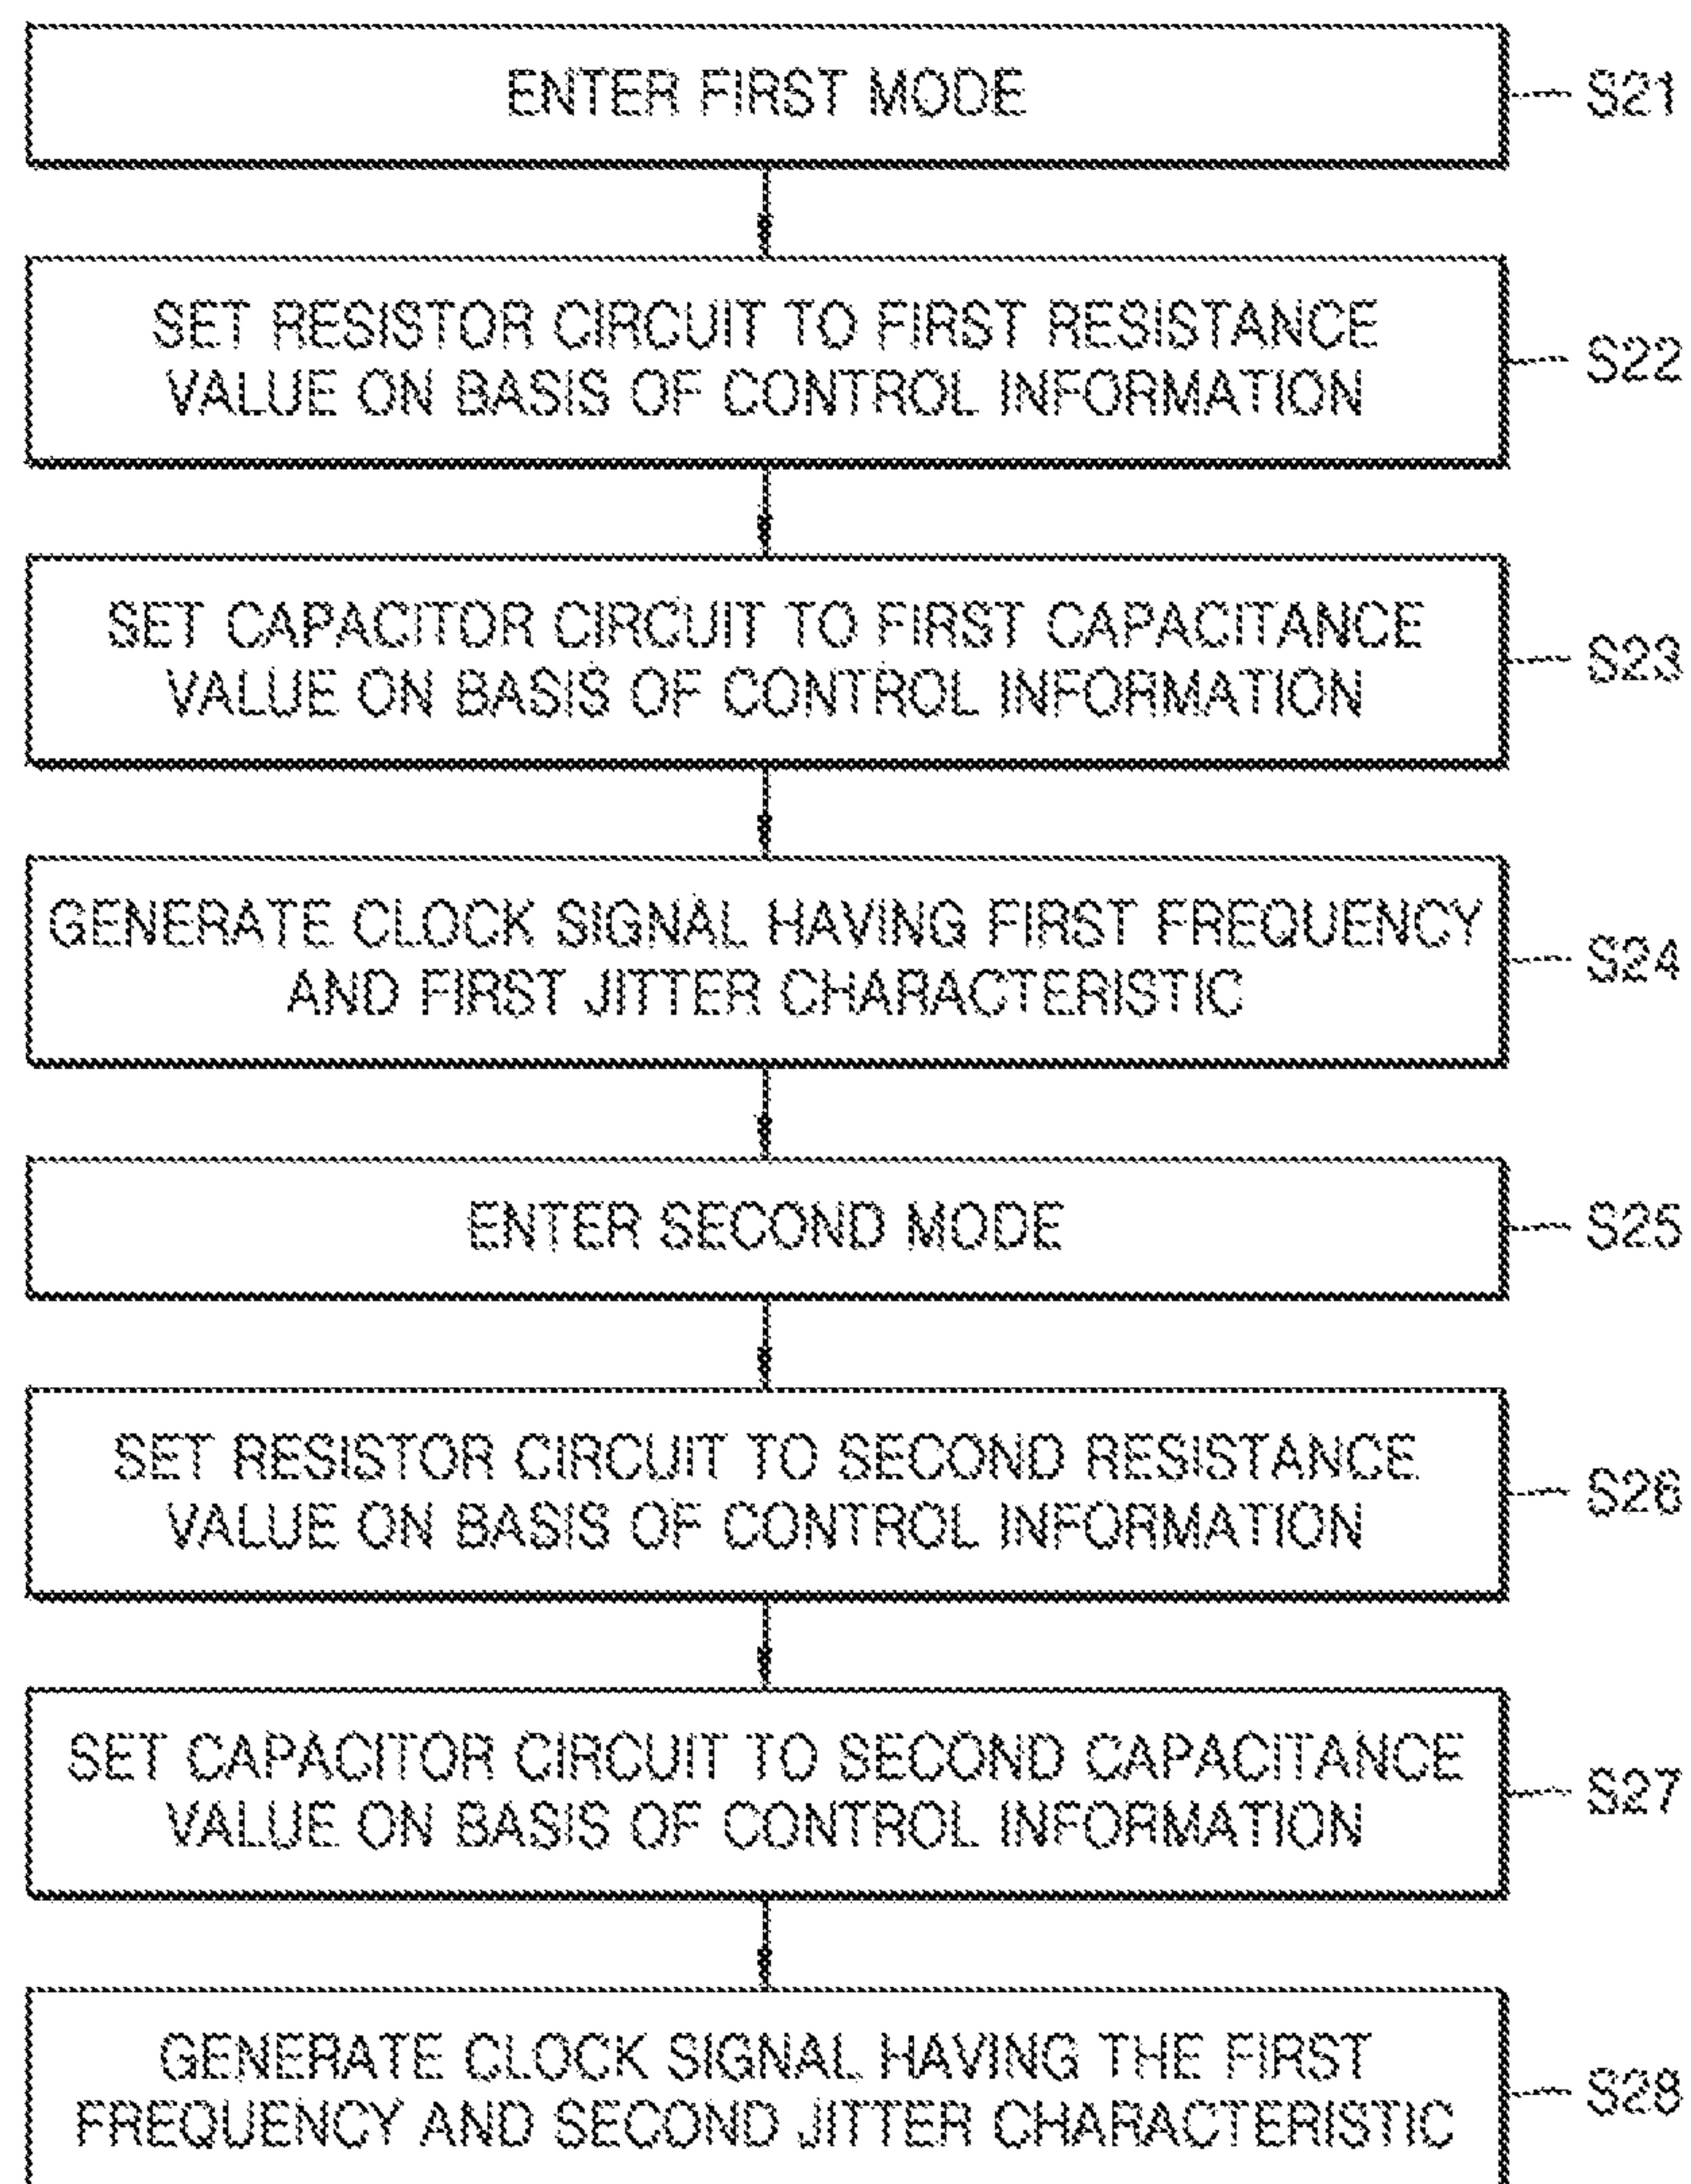 ENTER FIRST MODE
S21
SET RESISTOR CIRCUIT TO FIRST RESISTANCE
VALUE ON BASIS OF CONTROL INFORMATION
S22
SET CAPACITOR CIRCUIT TO FIRST CAPACITANCE
VALUE ON BASIS OF CONTROL INFORMATION
S23
GENERATE CLOCK SIGNAL HAVING FIRST FREQUENCY
AND FIRST JITTER CHARACTERISTIC
S24
ENTER SECOND MODE
S25
SET RESISTOR CIRCUIT TO SECOND RESISTANCE
VALUE ON BASIS OF CONTROL INFORMATION
S26
SET CAPACITOR CIRCUIT TO SECOND CAPACITANCE
VALUE ON BASIS OF CONTROL INFORMATION
S27
GENERATE CLOCK SIGNAL HAVING THE FIRST
FREQUENCY AND SECOND JITTER CHARACTERISTIC
S28